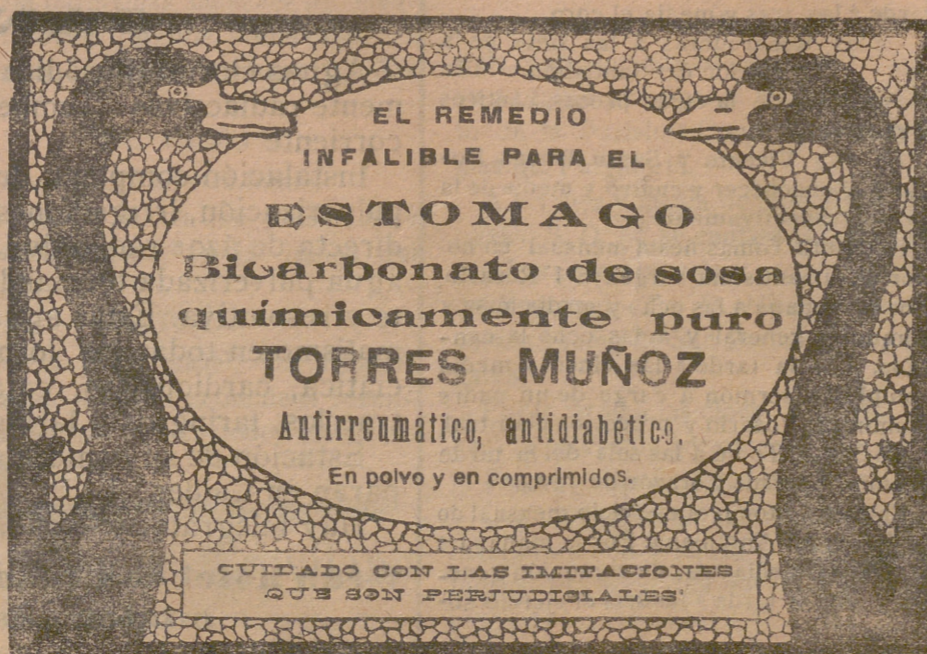 EL REMEDIO
INFALIBLE PARA EL
ESTOMAGO
Bicarbonato de sosa
químicamente puro
TORRES MUÑOZ
Antirreumático, antidiabético.
En polvo y en comprimidos.
CUIDADO CON LAS IMITACIONES
QUE SON PERJUDICIALES